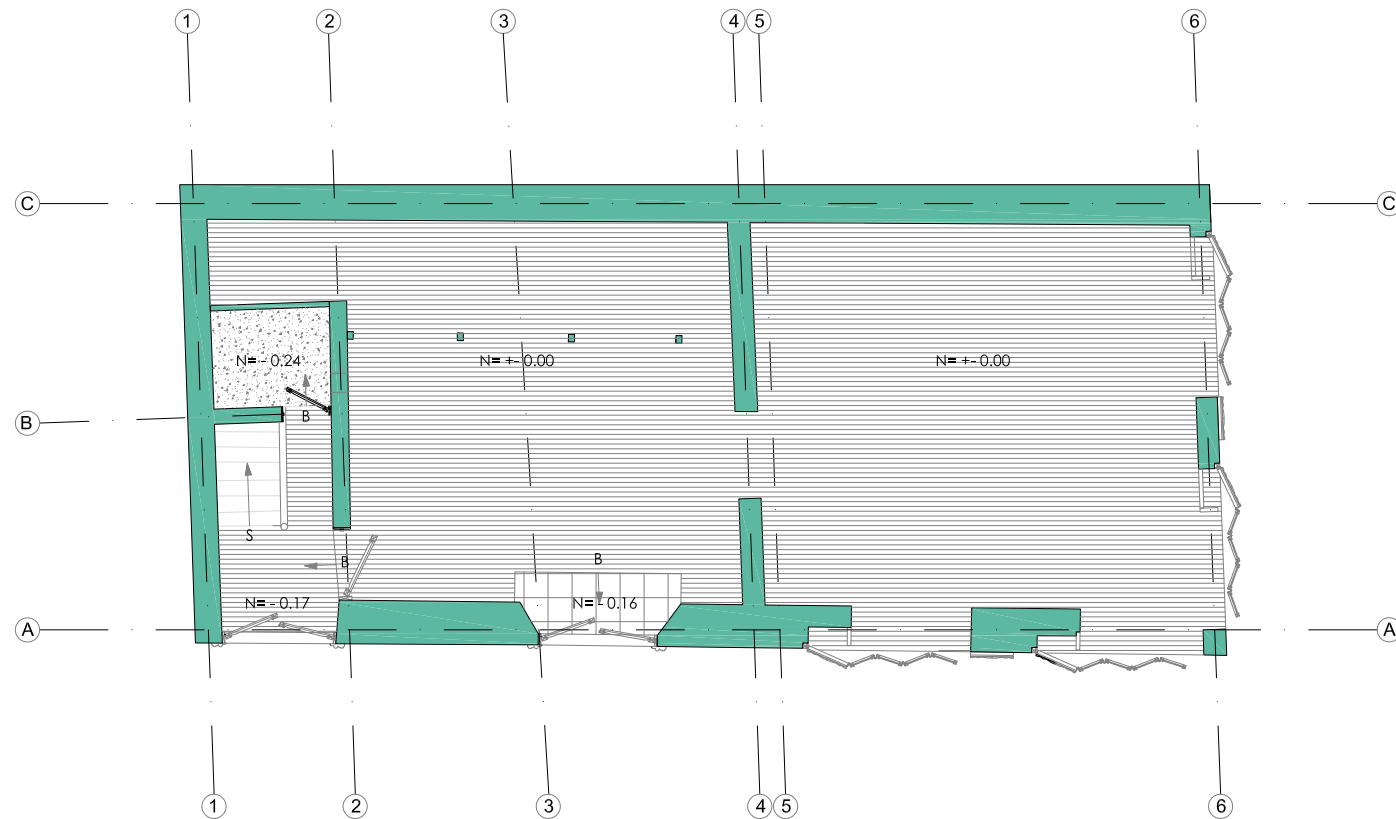 1 2 3 4 5 6
C C
N= - 0.24 N= +- 0.00 N= +- 0.00
B
B
S
B B
N= - 0.17 N= - 0.16
A A
1 2 3 4 5 6